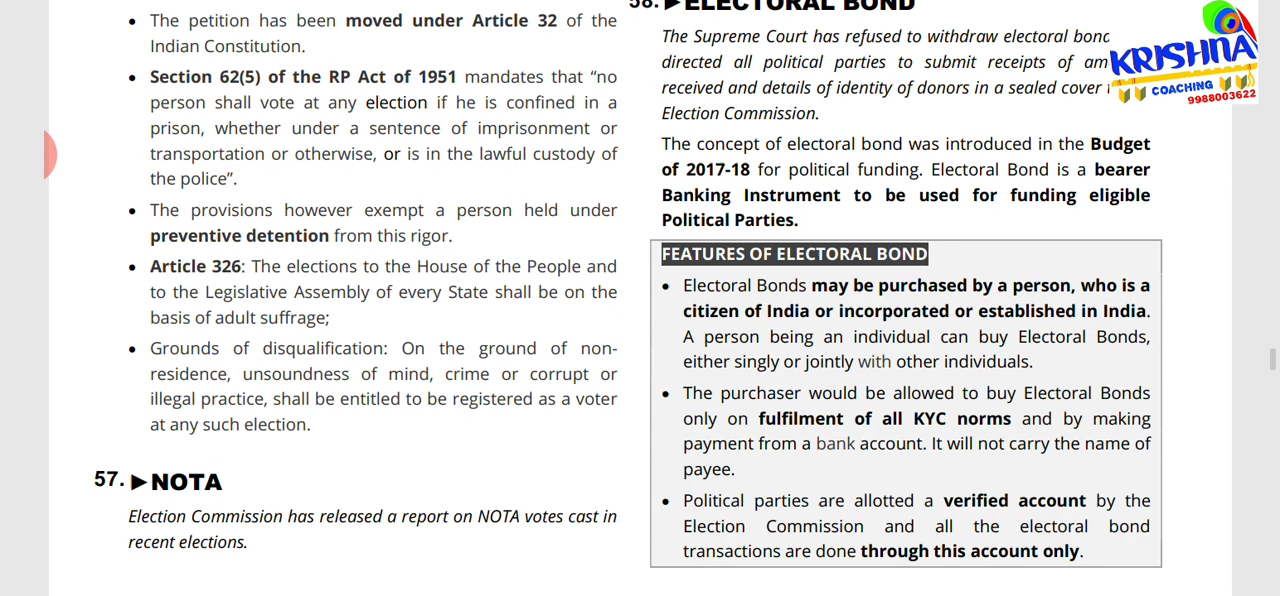 • The petition has been moved under Article 32 of the
Indian Constitution.
• Section 62(5) of the RP Act of 1951 mandates that “no
person shall vote at any election if he is confined in a
prison, whether under a sentence of imprisonment or
transportation or otherwise, or is in the lawful custody of
the police”.
• The provisions however exempt a person held under
preventive detention from this rigor.
• Article 326: The elections to the House of the People and
to the Legislative Assembly of every State shall be on the
basis of adult suffrage;
• Grounds of disqualification: On the ground of non-
residence, unsoundness of mind, crime or corrupt or
illegal practice, shall be entitled to be registered as a voter
at any such election.
57. ►NOTA
Election Commission has released a report on NOTA votes cast in
recent elections.
58. ►ELECTORAL BOND
The Supreme Court has refused to withdraw electoral
directed all political parties to submit receipts of
received and details of identity of donors in a sealed cover
Election Commission.
The concept of electoral bond was introduced in the Budget
of 2017-18 for political funding. Electoral Bond is a bearer
Banking Instrument to be used for funding eligible
Political Parties.
FEATURES OF ELECTORAL BOND
• Electoral Bonds may be purchased by a person, who is a
citizen of India or incorporated or established in India.
A person being an individual can buy Electoral Bonds,
either singly or jointly with other individuals.
• The purchaser would be allowed to buy Electoral Bonds
only on fulfilment of all KYC norms and by making
payment from a bank account. It will not carry the name of
payee.
• Political parties are allotted a verified account by the
Election Commission and all the electoral bond
transactions are done through this account only.
KRISHNA
COACHING
9988003622